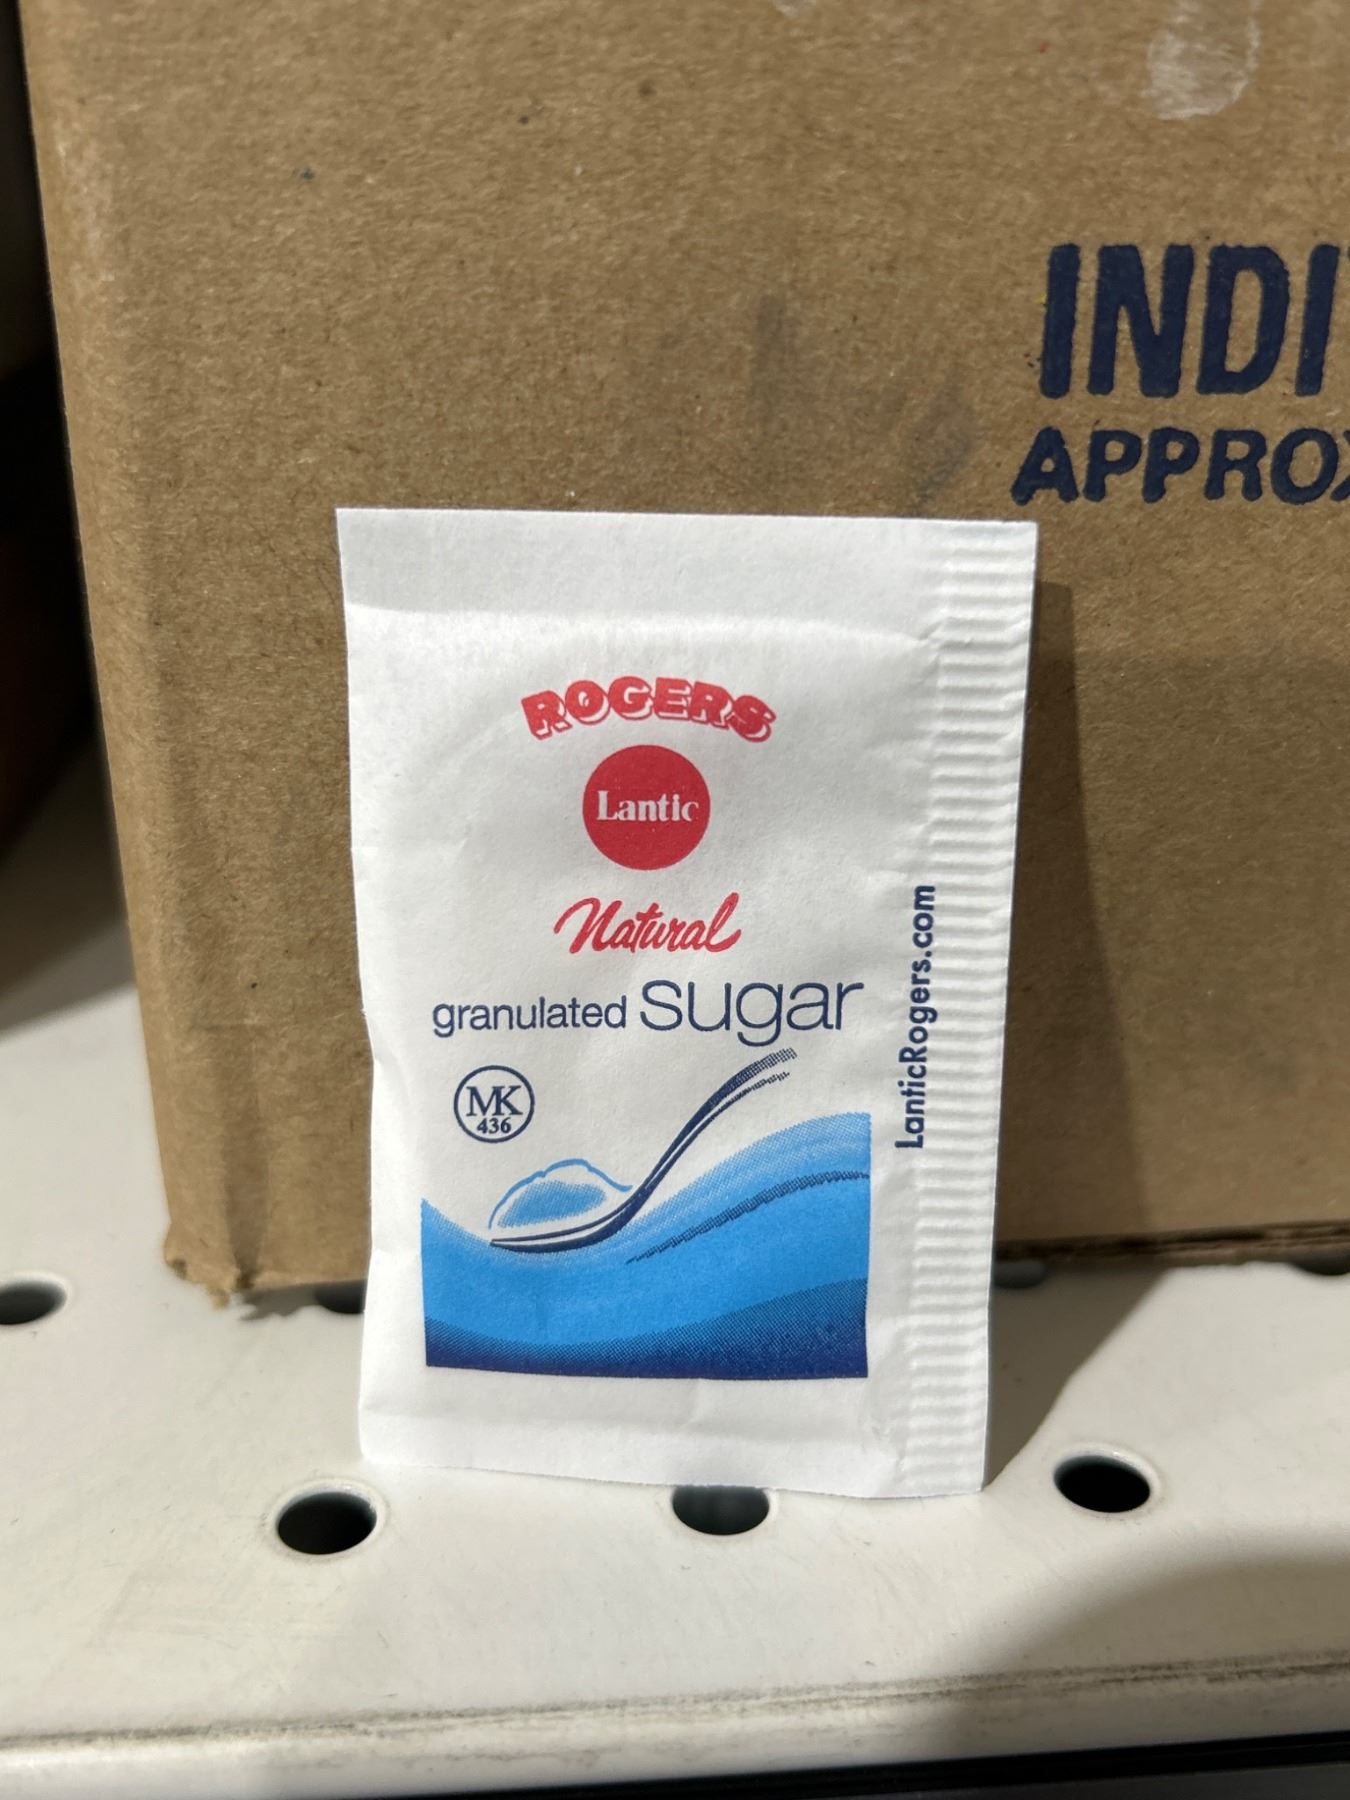 INDI
APPROX
ROGERS
Lantic
Natural
granulated sugar
MK
436
LanticRogers.com